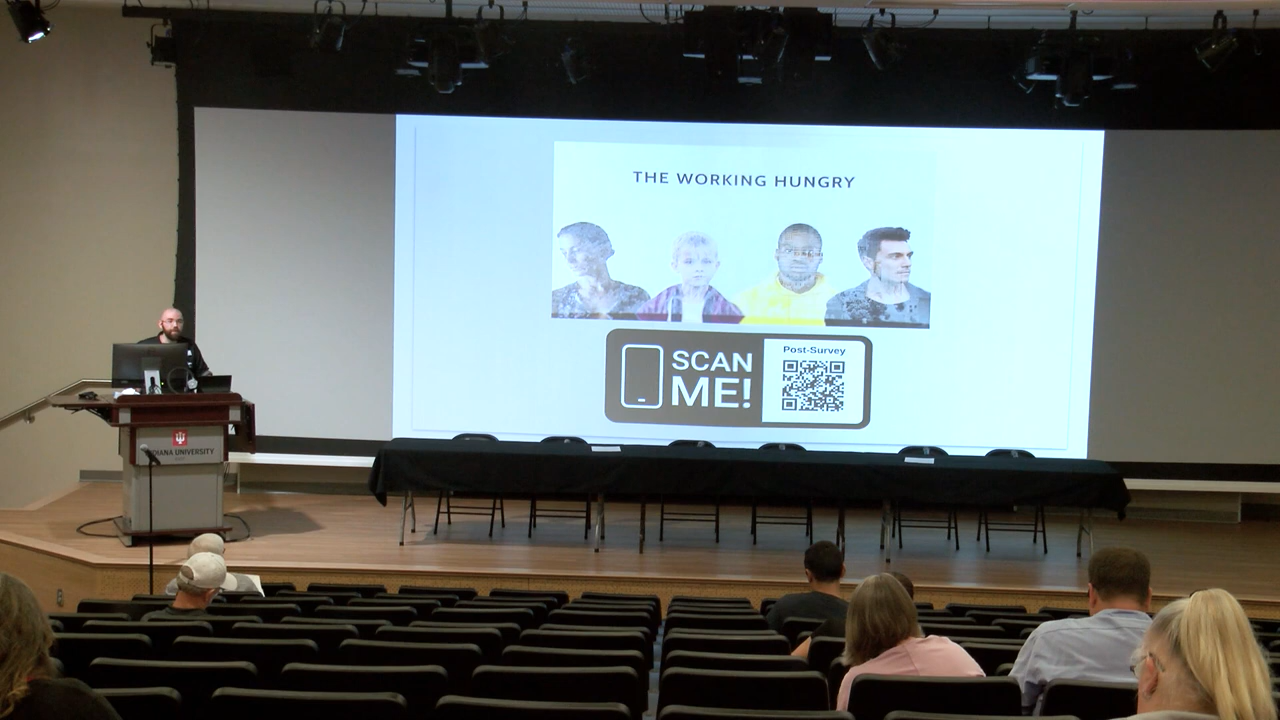 THE WORKING HUNGRY
Post-Survey
SCAN
ME!
INDIANA UNIVERSITY